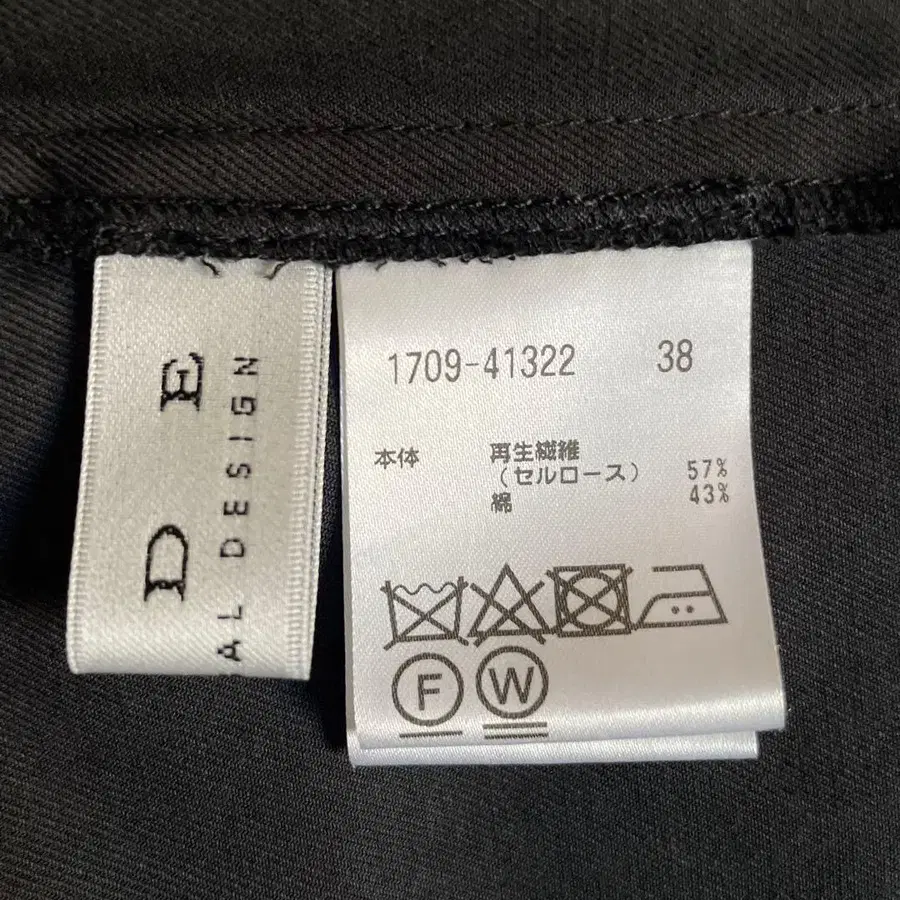 D E
AL DESIGN
1709-41322 38
本体 再生繊維
(セルロース) 57%
綿 43%
F W